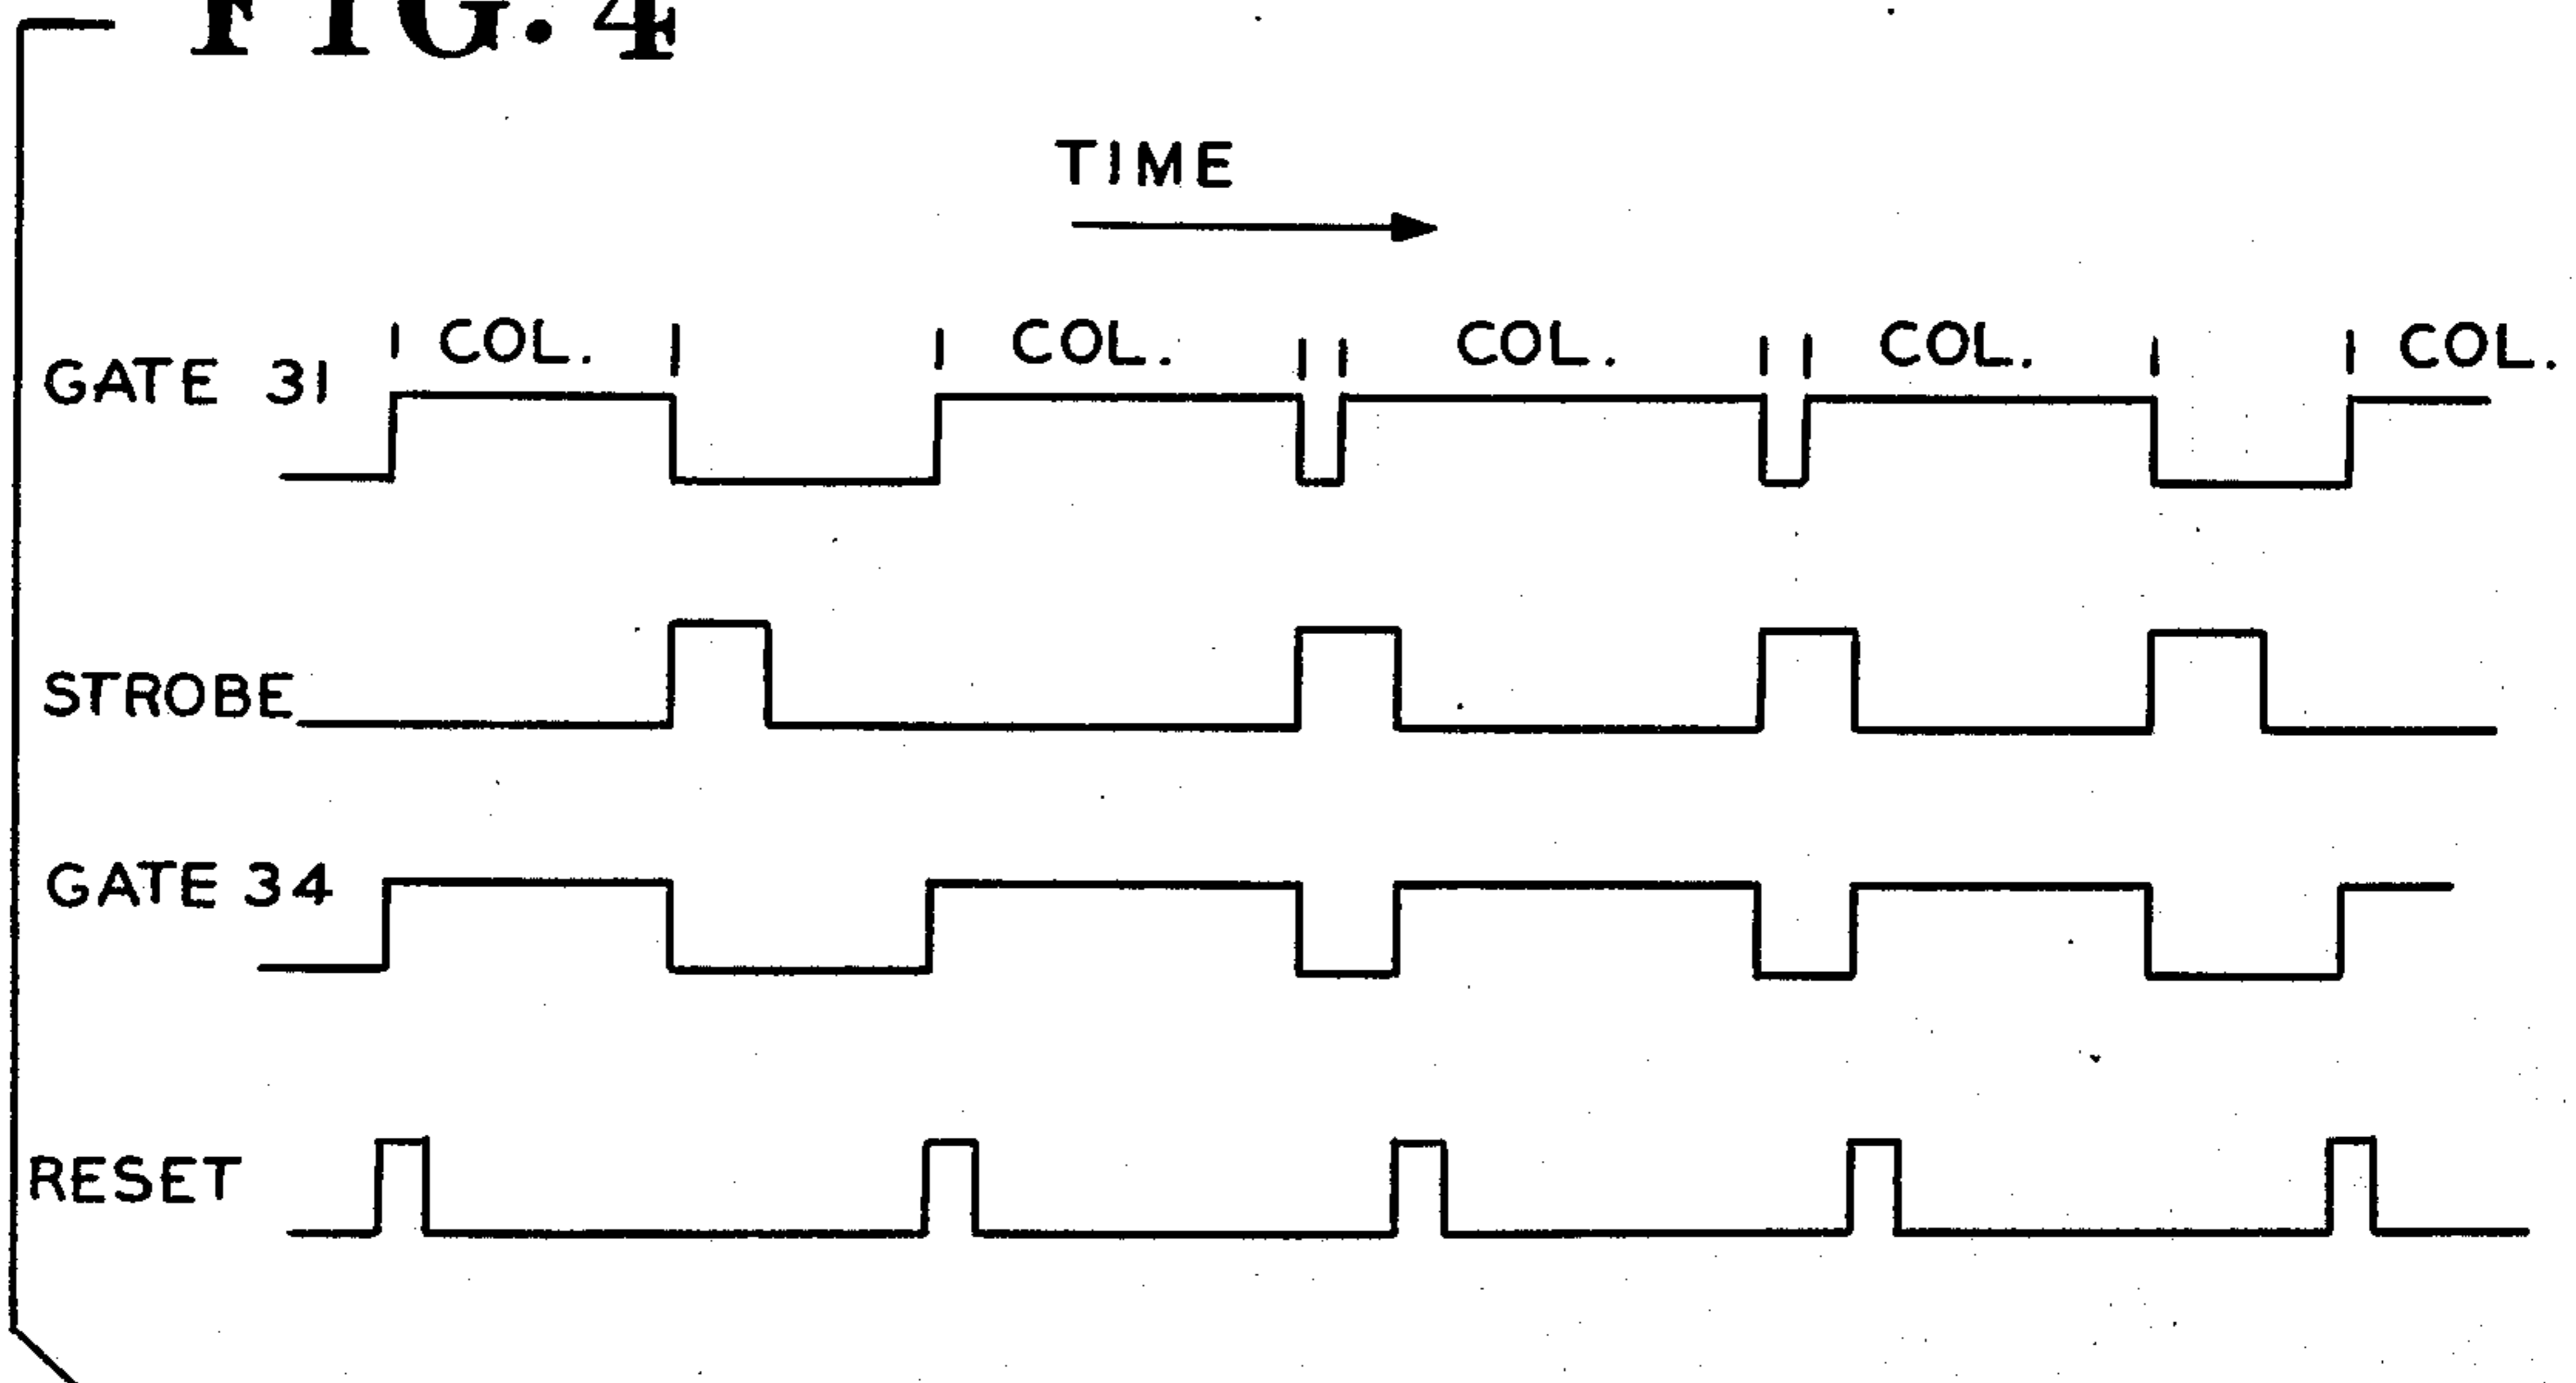 FIG. 4
TIME
COL. COL. COL. COL. COL.
GATE 31
STROBE
GATE 34
RESET